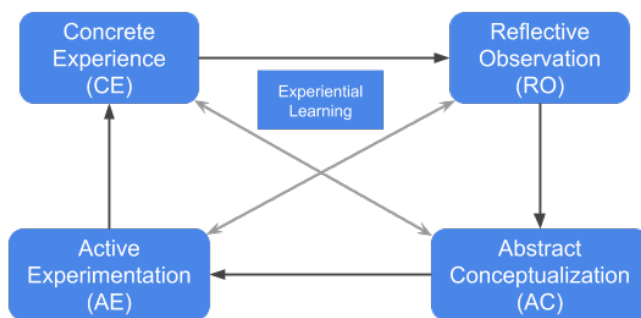 Concrete
Experience
(CE)
Reflective
Observation
(RO)
Experiential
Learning
Active
Experimentation
(AE)
Abstract
Conceptualization
(AC)